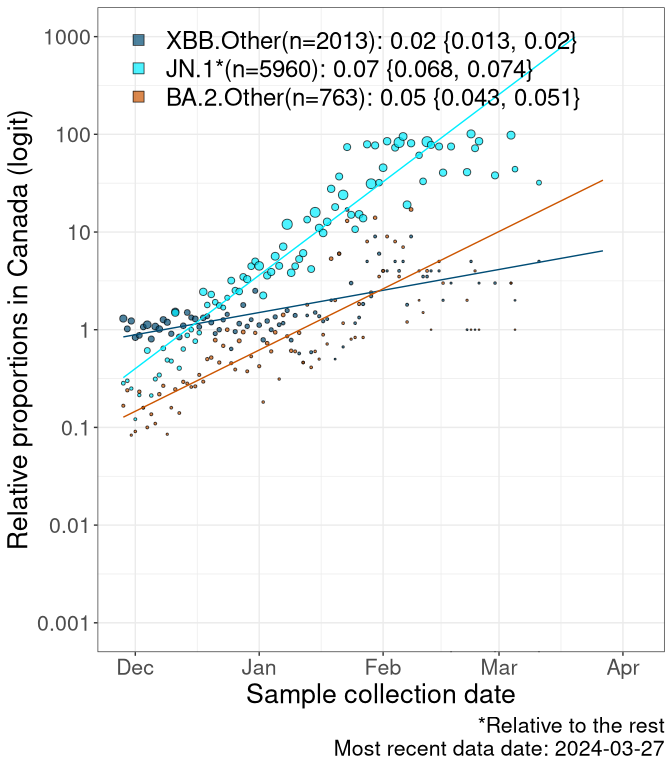 XBB.Other(n=2013): 0.02 {0.013, 0.02}
JN.1*(n=5960): 0.07 {0.068, 0.074}
BA.2.Other(n=763): 0.05 {0.043, 0.051}
Relative proportions in Canada (logit)
1000
100
10
1
0.1
0.01
0.001
Dec Jan Feb Mar Apr
Sample collection date
*Relative to the rest
Most recent data date: 2024-03-27